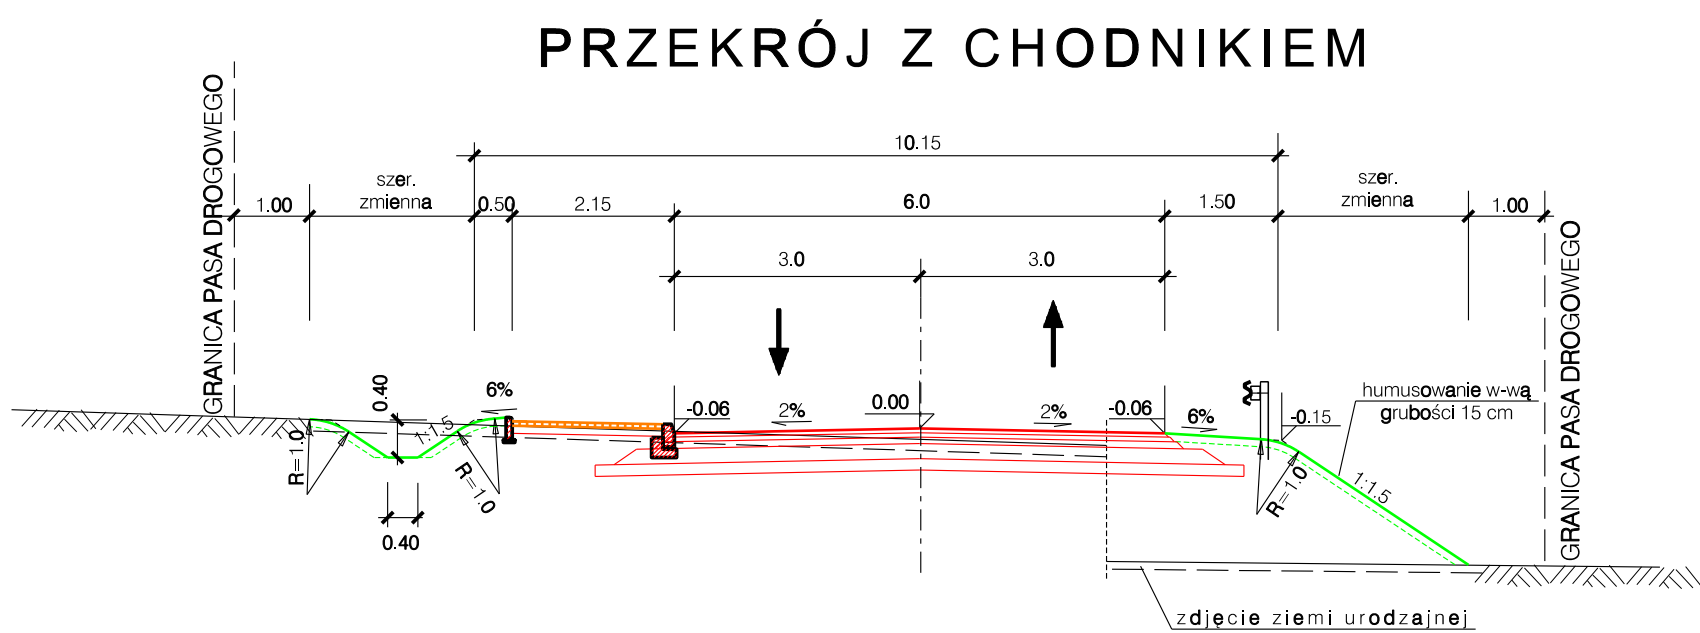 PRZEKRÓJ Z CHODNIKIEM
GRANICA PASA DROGOWEGO
10.15
1.00
szer.
zmienna
0.50
2.15
6.0
1.50
szer.
zmienna
1.00
3.0
3.0
GRANICA PASA DROGOWEGO
0.40
6%
-0.06
2%
0.00
2%
-0.06
6%
-0.15
humusowanie w-wą
grubości 15 cm
R=1.0
1:1.5
R=1.0
R=1.0
1:1.5
0.40
zdjęcie ziemi urodzajnej